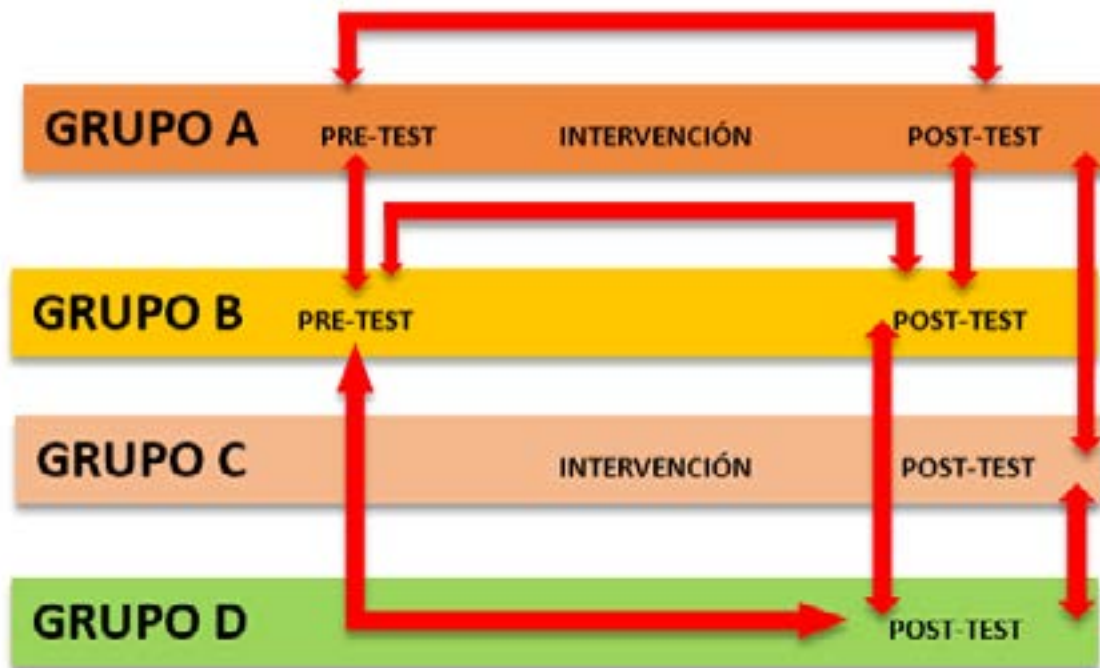 GRUPO A PRE-TEST INTERVENCIÓN POST-TEST
GRUPO B PRE-TEST POST-TEST
GRUPO C INTERVENCIÓN POST-TEST
GRUPO D POST-TEST